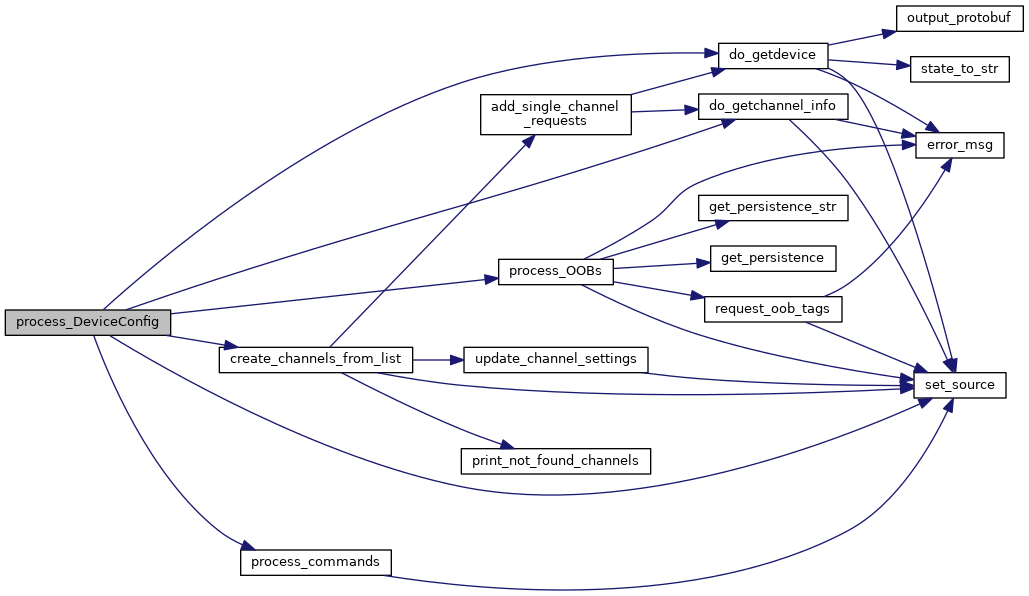 output_protobuf
do_getdevice
state_to_str
add_single_channel
_requests
do_getchannel_info
error_msg
get_persistence_str
get_persistence
process_OOBs
request_oob_tags
process_DeviceConfig
create_channels_from_list
update_channel_settings
set_source
print_not_found_channels
process_commands